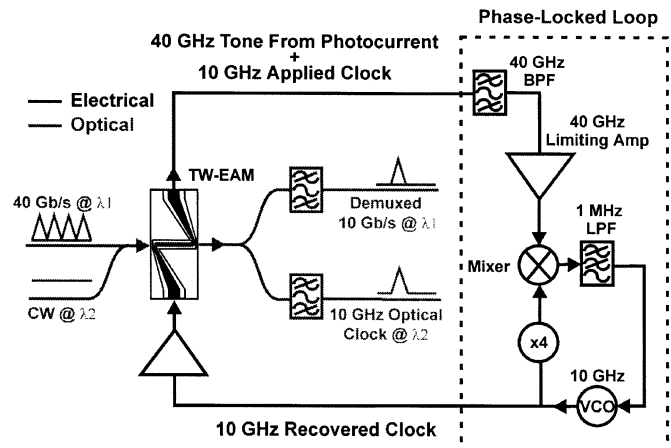 Phase-Locked Loop
40 GHz Tone From Photocurrent
+
10 GHz Applied Clock
40 GHz
BPF
Electrical
Optical
40 GHz
Limiting Amp
TW-EAM
40 Gb/s @ λ1
Demuxed
10 Gb/s @ λ1
1 MHz
LPF
Mixer
CW @ λ2
10 GHz Optical
Clock @ λ2
x4
10 GHz
VCO
10 GHz Recovered Clock